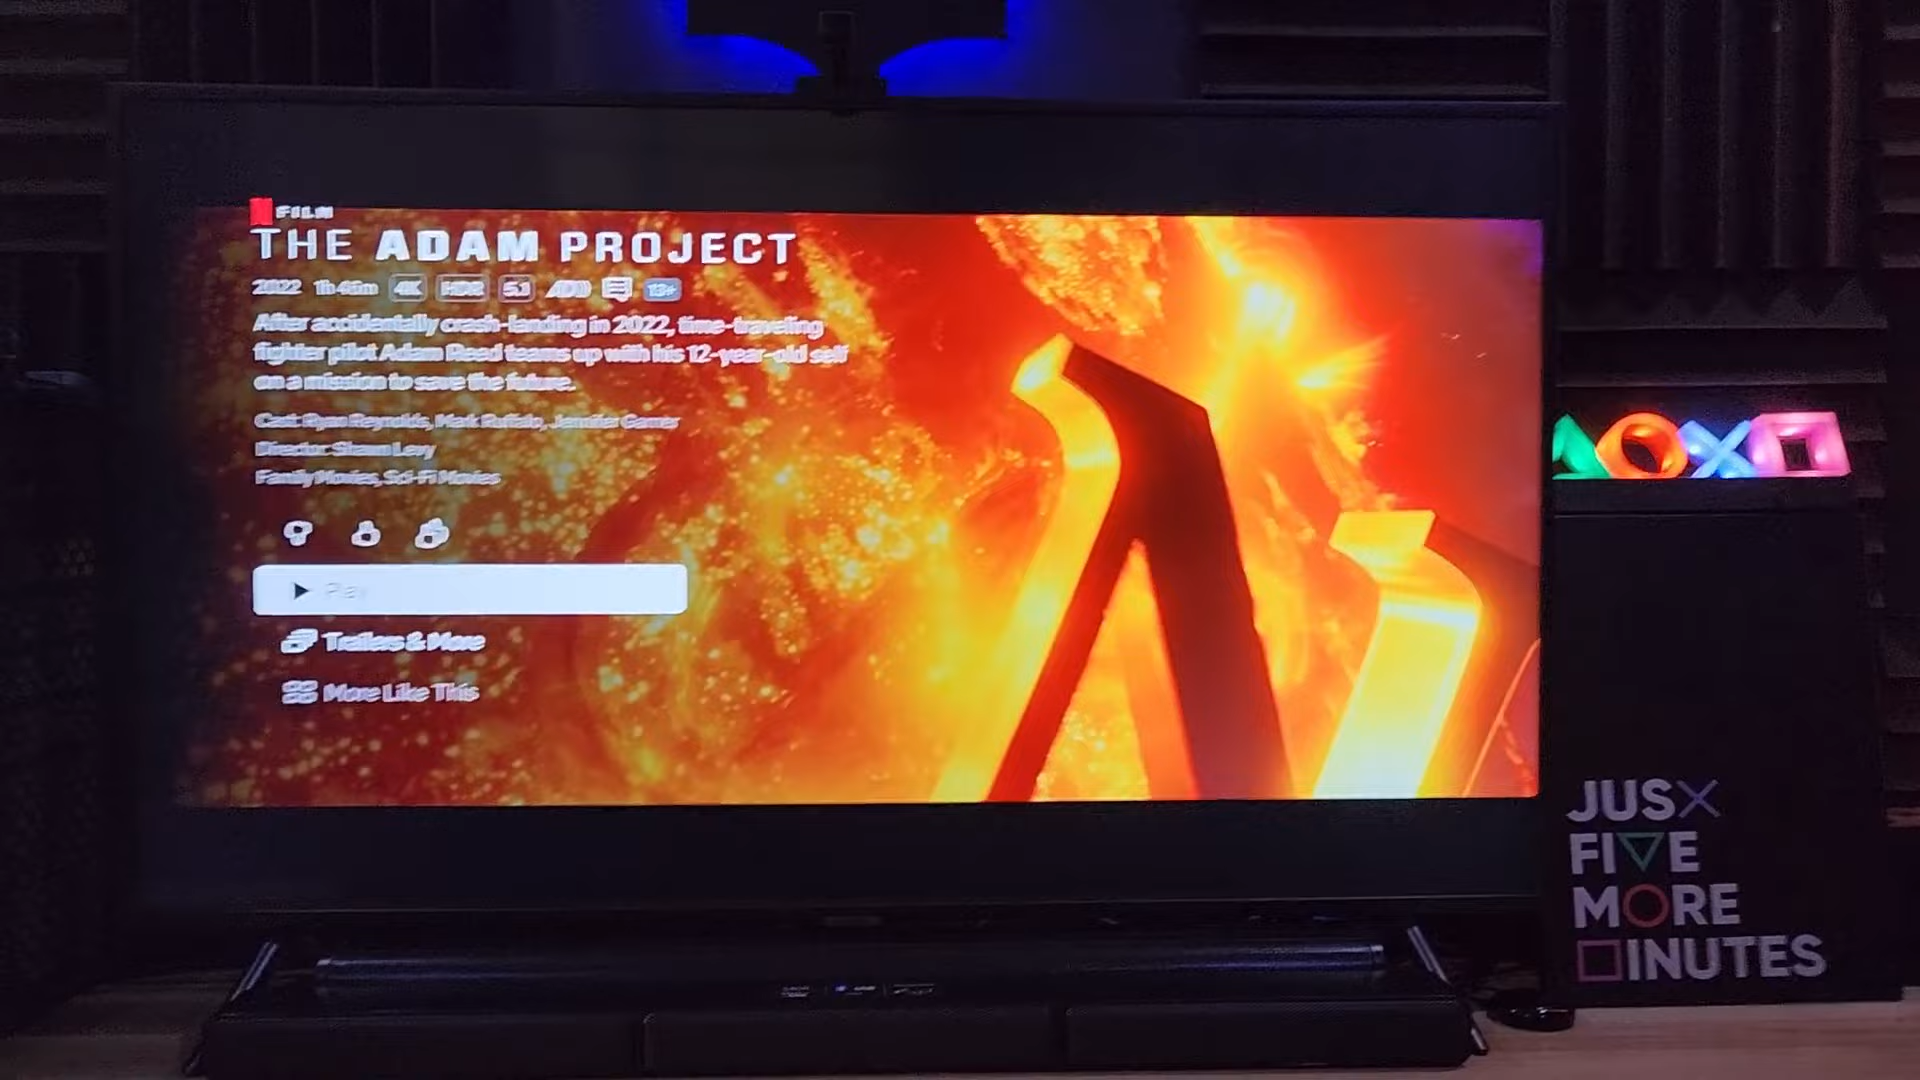 FILM
THE ADAM PROJECT
2022 1h 46m 4K HDR 5.1 13+
After accidentally crash-landing in 2022, time-traveling
fighter pilot Adam Reed teams up with his 12-year-old self
on a mission to save the future.
Cast: Ryan Reynolds, Mark Ruffalo, Jennifer Garner
Director: Shawn Levy
Family Movies, Sci-Fi Movies
Play
Trailers & More
More Like This
JUS
FIVE
MORE
MINUTES